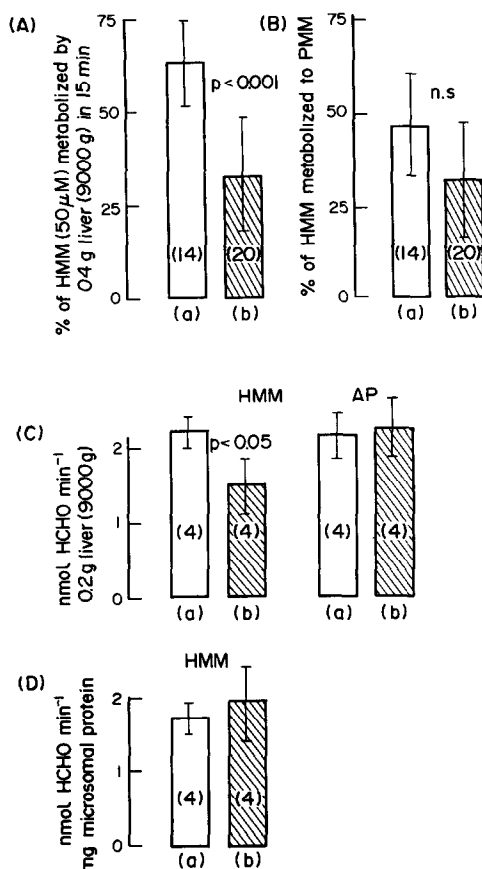 (A)
% of HMM (50μM) metabolized by
0.4 g liver (9000 g) in 15 min
75
50
25
0
p<0.001
(14)
(20)
(a)
(b)
(B)
% of HMM metabolized to PMM
75
50
25
0
n.s
(14)
(20)
(a)
(b)
(C)
nmol HCHO min⁻¹
0.2 g liver (9000 g)
2
1
0
HMM
p<0.05
(4)
(4)
(a)
(b)
AP
(4)
(4)
(a)
(b)
(D)
nmol HCHO min⁻¹
mg microsomal protein
2
1
0
HMM
(4)
(4)
(a)
(b)